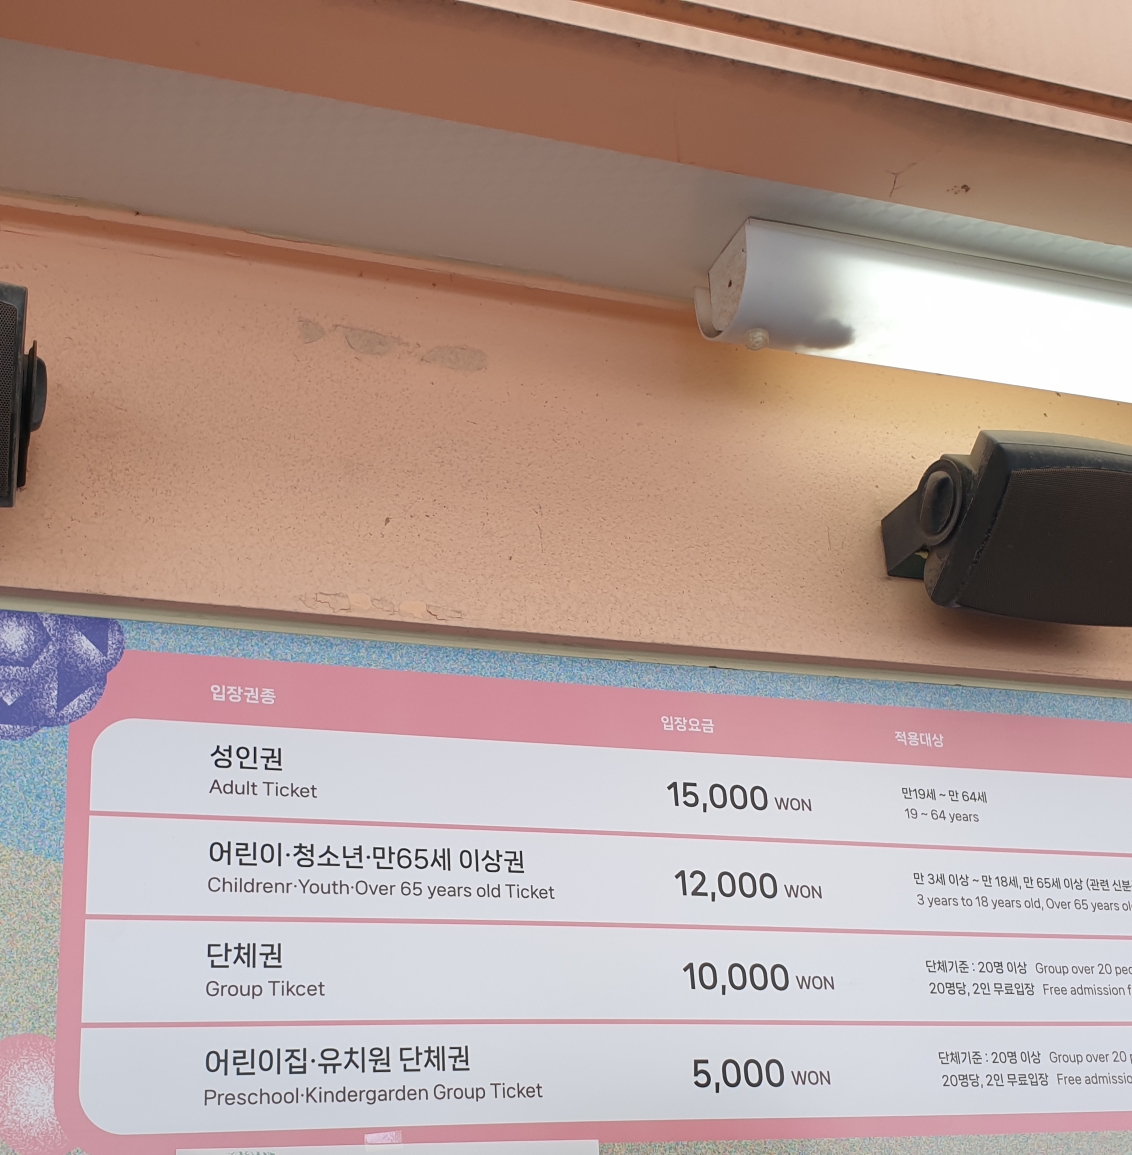 입장권종
입장요금
적용대상
성인권
Adult Ticket
15,000 WON
만19세 ~ 만 64세
19 ~ 64 years
어린이·청소년·만65세 이상권
Childrenr·Youth·Over 65 years old Ticket
12,000 WON
만 3세 이상 ~ 만 18세, 만 65세 이상 (관련
3 years to 18 years old, Over 65 years
단체권
Group Tikcet
10,000 WON
단체기준 : 20명 이상 Group over 20
20명당, 2인 무료입장 Free admission
어린이집·유치원 단체권
Preschool·Kindergarden Group Ticket
5,000 WON
단체기준 : 20명 이상 Group over 20
20명당, 2인 무료입장 Free